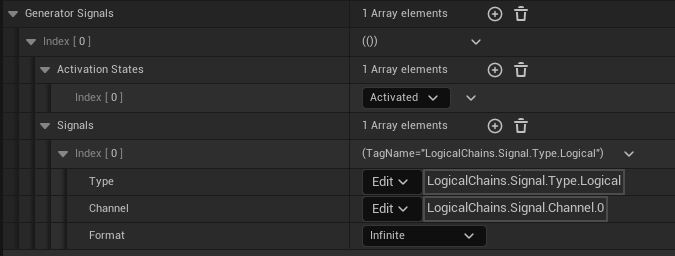 Generator Signals 1 Array elements
Index [ 0 ] (())
Activation States 1 Array elements
Index [ 0 ] Activated
Signals 1 Array elements
Index [ 0 ] (TagName="LogicalChains.Signal.Type.Logical")
Type Edit LogicalChains.Signal.Type.Logical
Channel Edit LogicalChains.Signal.Channel.0
Format Infinite